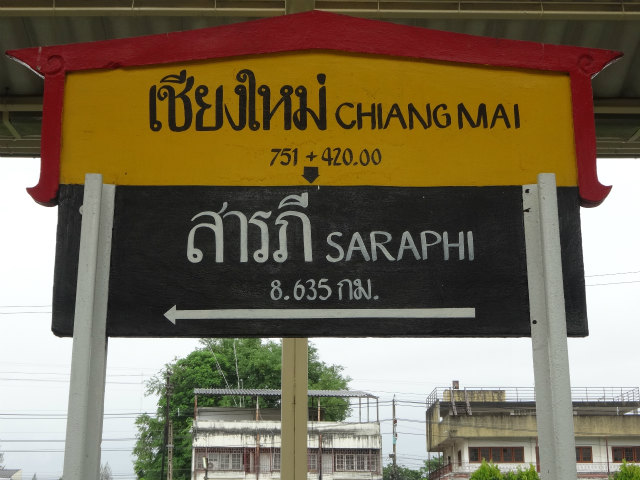 เชียงใหม่ CHIANG MAI
751 + 420.00
สารภี SARAPHI
8.635 กม.